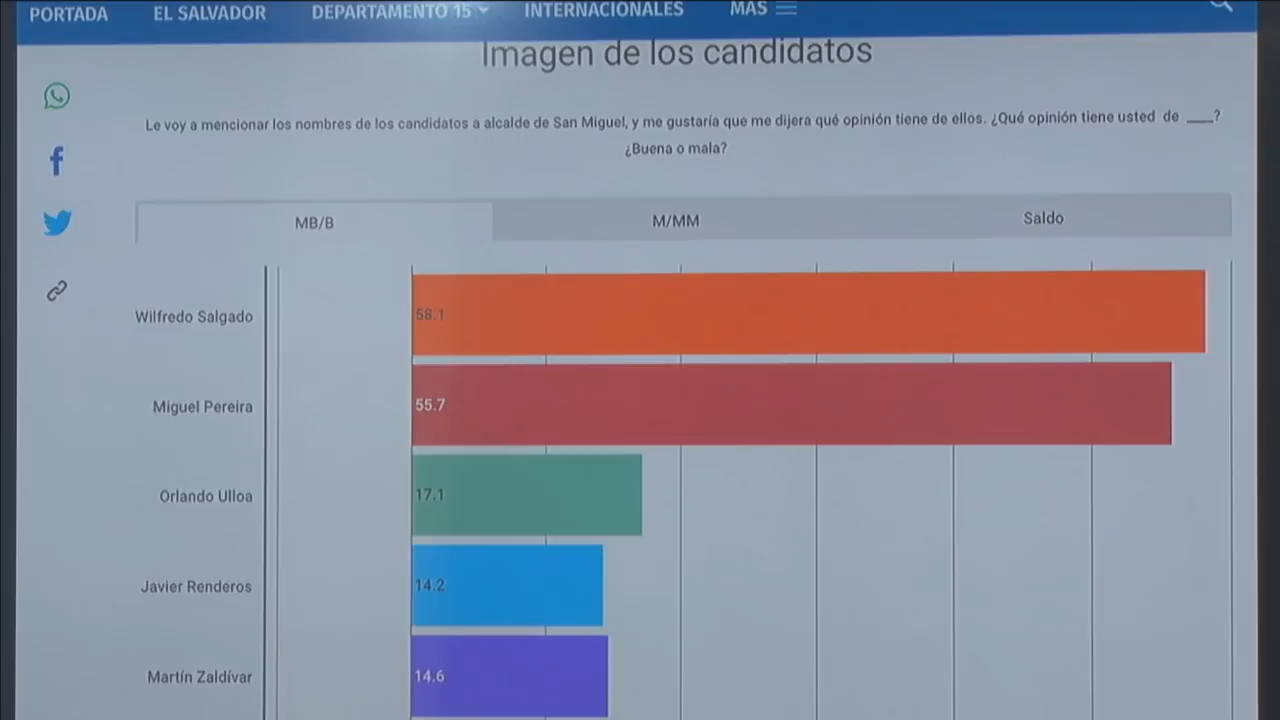 PORTADA EL SALVADOR DEPARTAMENTO 15 INTERNACIONALES MAS
Imagen de los candidatos
Le voy a mencionar los nombres de los candidatos a alcalde de San Miguel, y me gustaría que me dijera qué opinión tiene de ellos. ¿Qué opinión tiene usted de ____?
¿Buena o mala?
MB/B M/MM Saldo
Wilfredo Salgado 58.1
Miguel Pereira 55.7
Orlando Ulloa 17.1
Javier Renderos 14.2
Martín Zaldívar 14.6